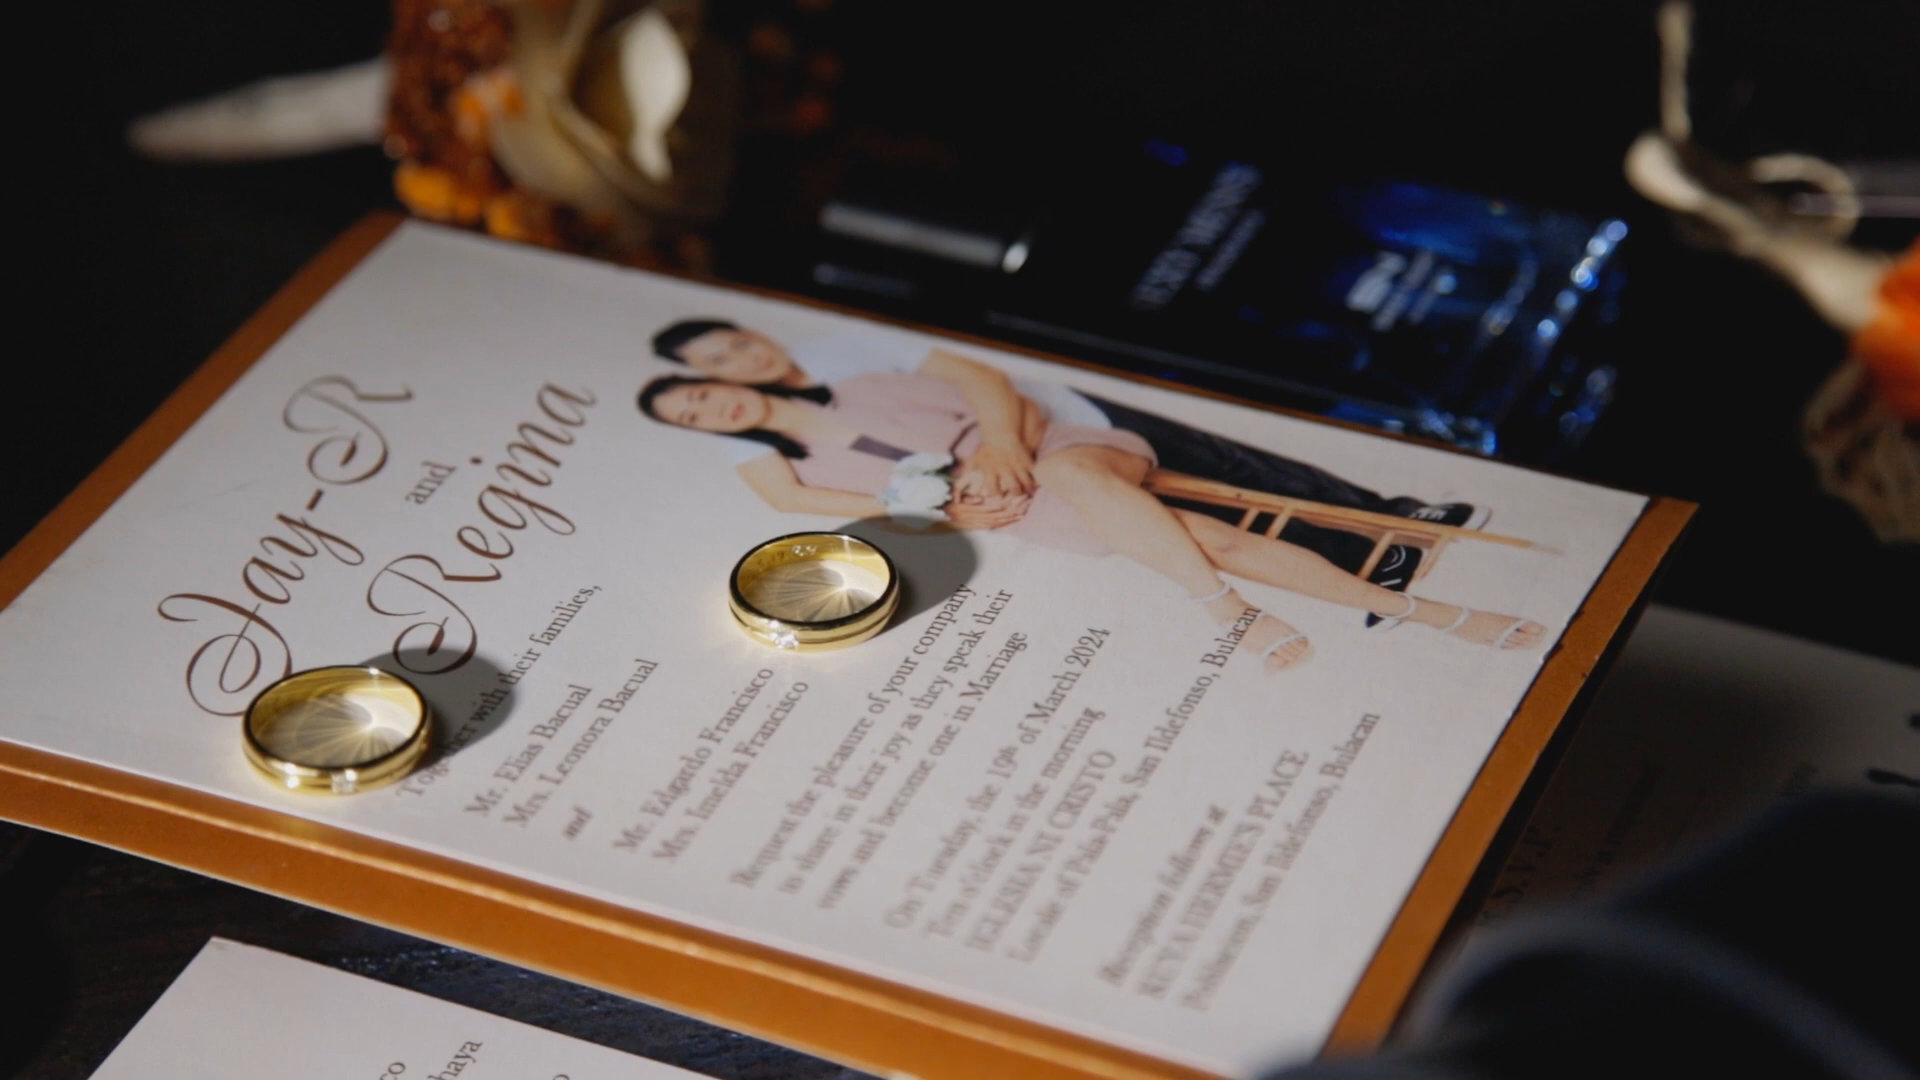 Jay-R
and
Regina
Together with their families,
Mr. Elias Bacual
Mrs. Leonora Bacual
and
Mr. Edgardo Francisco
Mrs. Imelda Francisco
Request the pleasure of your company
to share in their joy as they speak their
vows and become one in Marriage
On Tuesday, the 19th of March 2024
Ten o'clock in the morning
IGLESIA NI CRISTO
Locale of Pala-Pala, San Ildefonso, Bulacan
Reception follows at
KUYA HERMIES PLACE
Poblacion, San Ildefonso, Bulacan